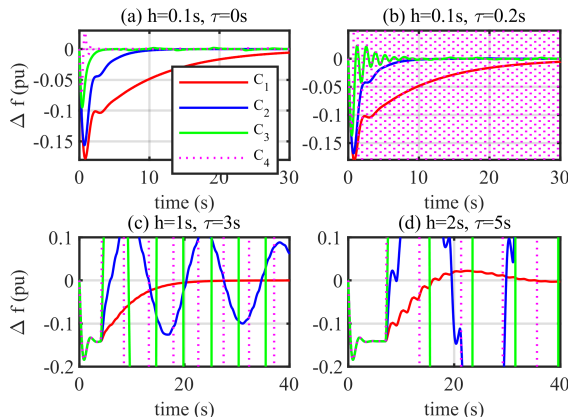 (a) h=0.1s, τ=0s
(b) h=0.1s, τ=0.2s
Δ f (pu)
0
-0.05
-0.1
-0.15
0
-0.05
-0.1
-0.15
C1
C2
C3
C4
0 10 20 30
0 10 20 30
time (s)
time (s)
(c) h=1s, τ=3s
(d) h=2s, τ=5s
Δ f (pu)
0.1
0
-0.1
-0.2
0.1
0
-0.1
-0.2
0 20 40
0 20 40
time (s)
time (s)